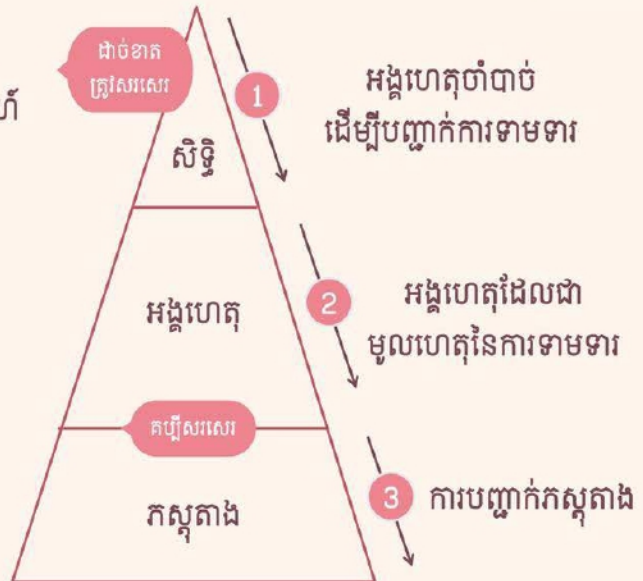 ដាច់ខាត
ត្រូវសរសេរ
ហ៍
1
អង្គហេតុចាំបាច់
ដើម្បីបញ្ជាក់ការទាមទារ
សិទ្ធិ
អង្គហេតុ
2
អង្គហេតុដែលជា
មូលហេតុនៃការទាមទារ
គប្បីសរសេរ
ភស្តុតាង
3
ការបញ្ជាក់ភស្តុតាង